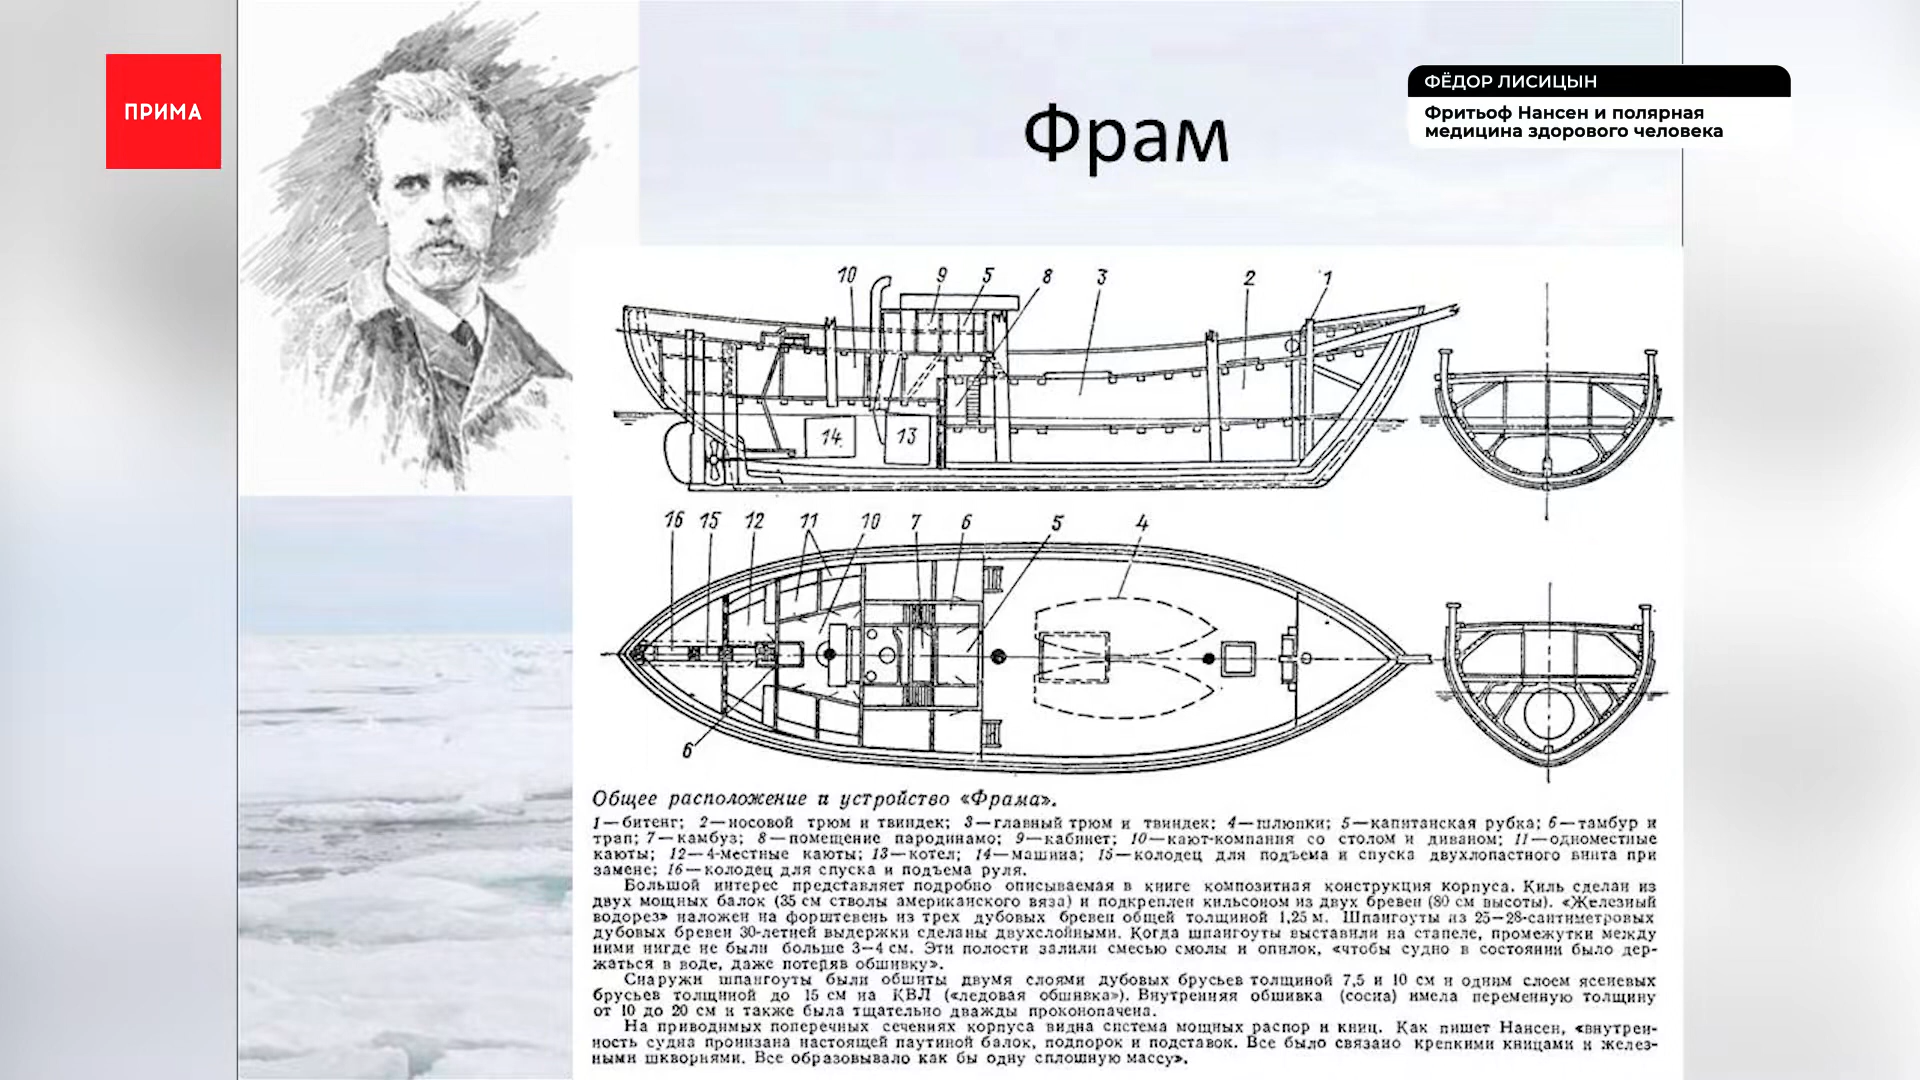 ПРИМА
ФЁДОР ЛИСИЦЫН
Фритьоф Нансен и полярная
медицина здорового человека
Фрам
10 9 5 8 3 2 1
14 13
16 15 12 11 10 7 6 5 4
6
Общее расположение и устройство «Фрама».
1—битенг; 2—носовой трюм и твиндек; 3—главный трюм и твиндек; 4—шлюпки; 5—капитанская рубка; 6—тамбур и
трап; 7—камбуз; 8—помещение пародинамо; 9—кабинет; 10—кают-компания со столом и диваном; 11—одноместные
каюты; 12—4-местные каюты; 13—котел; 14—машина; 15—колодец для подъема и спуска двухлопастного винта при
замене; 16—колодец для спуска и подъема руля.
Большой интерес представляет подробно описываемая в книге композитная конструкция корпуса. Киль сделан из
двух мощных балок (35 см стволы американского вяза) и подкреплен кильсоном из двух бревен (80 см высоты). «Железный
водорез» наложен на форштевень из трех дубовых бревен общей толщиной 1,25 м. Шпангоуты из 25—28-сантиметровых
дубовых бревен 30-летней выдержки сделаны двухслойными. Когда шпангоуты выставили на стапеле, промежутки между
ними нигде не были больше 3—4 см. Эти полости залили смесью смолы и опилок, «чтобы судно в состоянии было дер-
жаться в воде, даже потеряв обшивку».
Снаружи шпангоуты были обшиты двумя слоями дубовых брусьев толщиной 7,5 и 10 см и одним слоем ясеневых
брусьев толщиной до 15 см на КВЛ («ледовая обшивка»). Внутренняя обшивка (сосна) имела переменную толщину
от 10 до 20 см и также была тщательно дважды проконопачена.
На приводимых поперечных сечениях корпуса видна система мощных распор и книц. Как пишет Нансен, «внутрен-
ность судна пронизана настоящей паутиной балок, подпорок и подставок. Все было связано крепкими кницами и желез-
ными шкворнями. Все образовывало как бы одну сплошную массу».